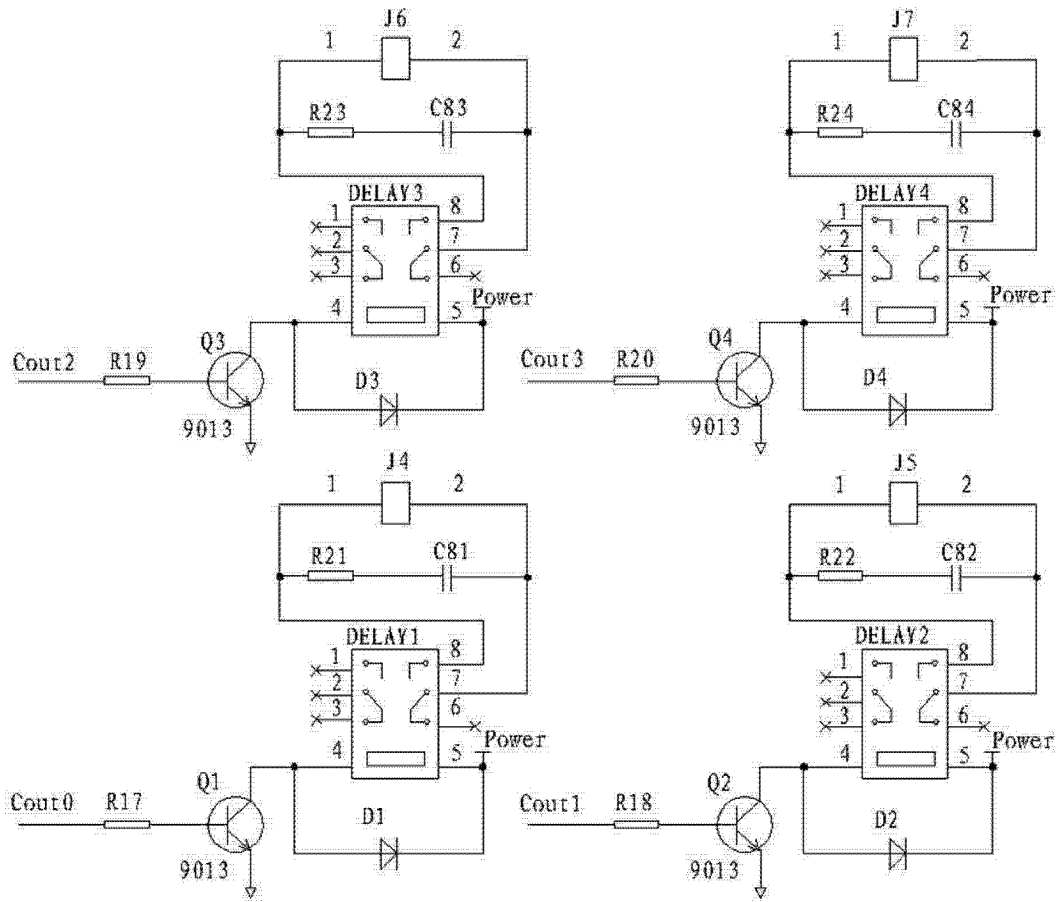 J6
1 2
R23 C83
DELAY3
1 8
2 7
3 6
Power
4 5
Q3
Cout2 R19
D3
9013
J7
1 2
R24 C84
DELAY4
1 8
2 7
3 6
Power
4 5
Q4
Cout3 R20
D4
9013
J4
1 2
R21 C81
DELAY1
1 8
2 7
3 6
Power
4 5
Q1
Cout0 R17
D1
9013
J5
1 2
R22 C82
DELAY2
1 8
2 7
3 6
Power
4 5
Q2
Cout1 R18
D2
9013